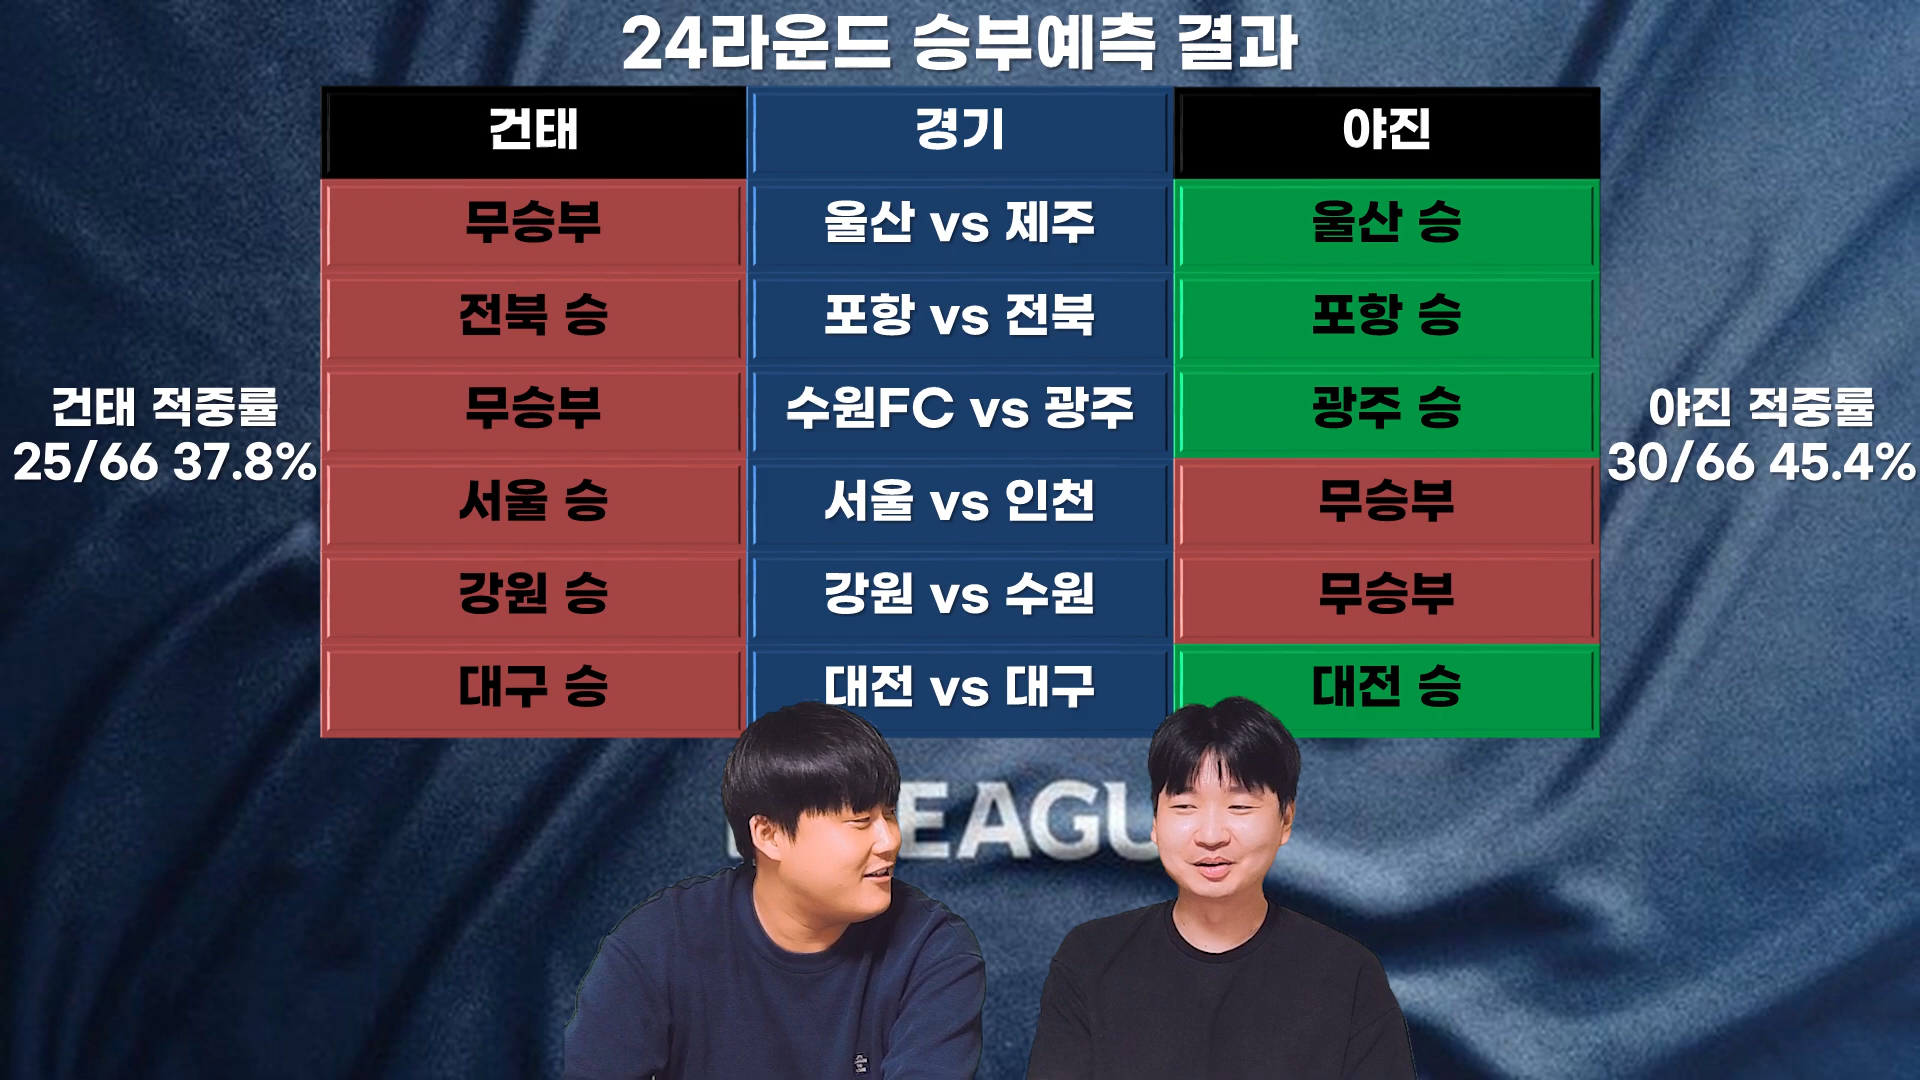 24라운드 승부예측 결과
건태 경기 야진
무승부 울산 vs 제주 울산 승
전북 승 포항 vs 전북 포항 승
무승부 수원FC vs 광주 광주 승
서울 승 서울 vs 인천 무승부
강원 승 강원 vs 수원 무승부
대구 승 대전 vs 대구 대전 승
건태 적중률
25/66 37.8%
야진 적중률
30/66 45.4%